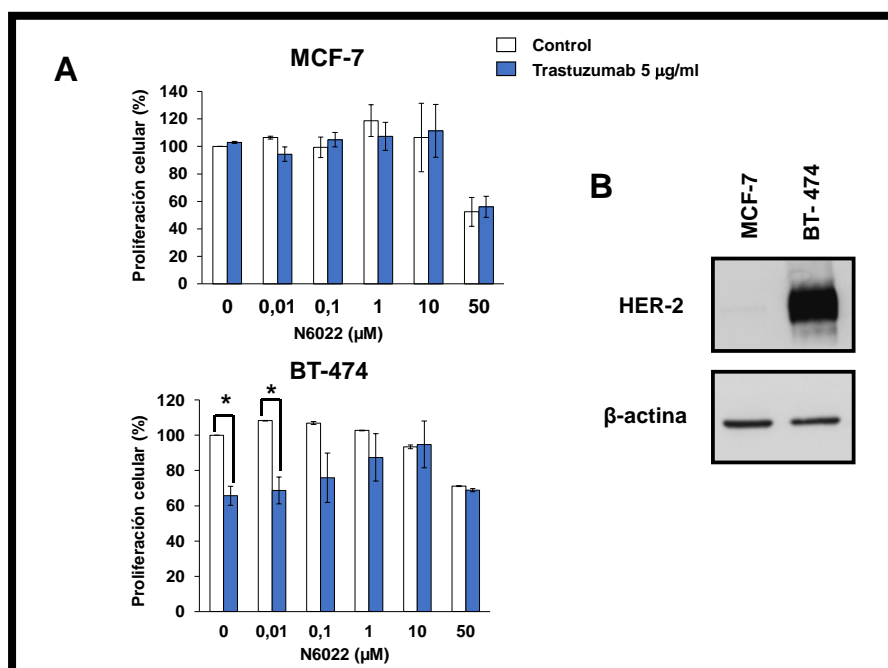 A
MCF-7
Control
Trastuzumab 5 µg/ml
Proliferación celular (%)
140
120
100
80
60
40
20
0
0 0,01 0,1 1 10 50
N6022 (µM)
BT-474
Proliferación celular (%)
120
100
80
60
40
20
0
* *
0 0,01 0,1 1 10 50
N6022 (µM)
B
MCF-7
BT- 474
HER-2
β-actina